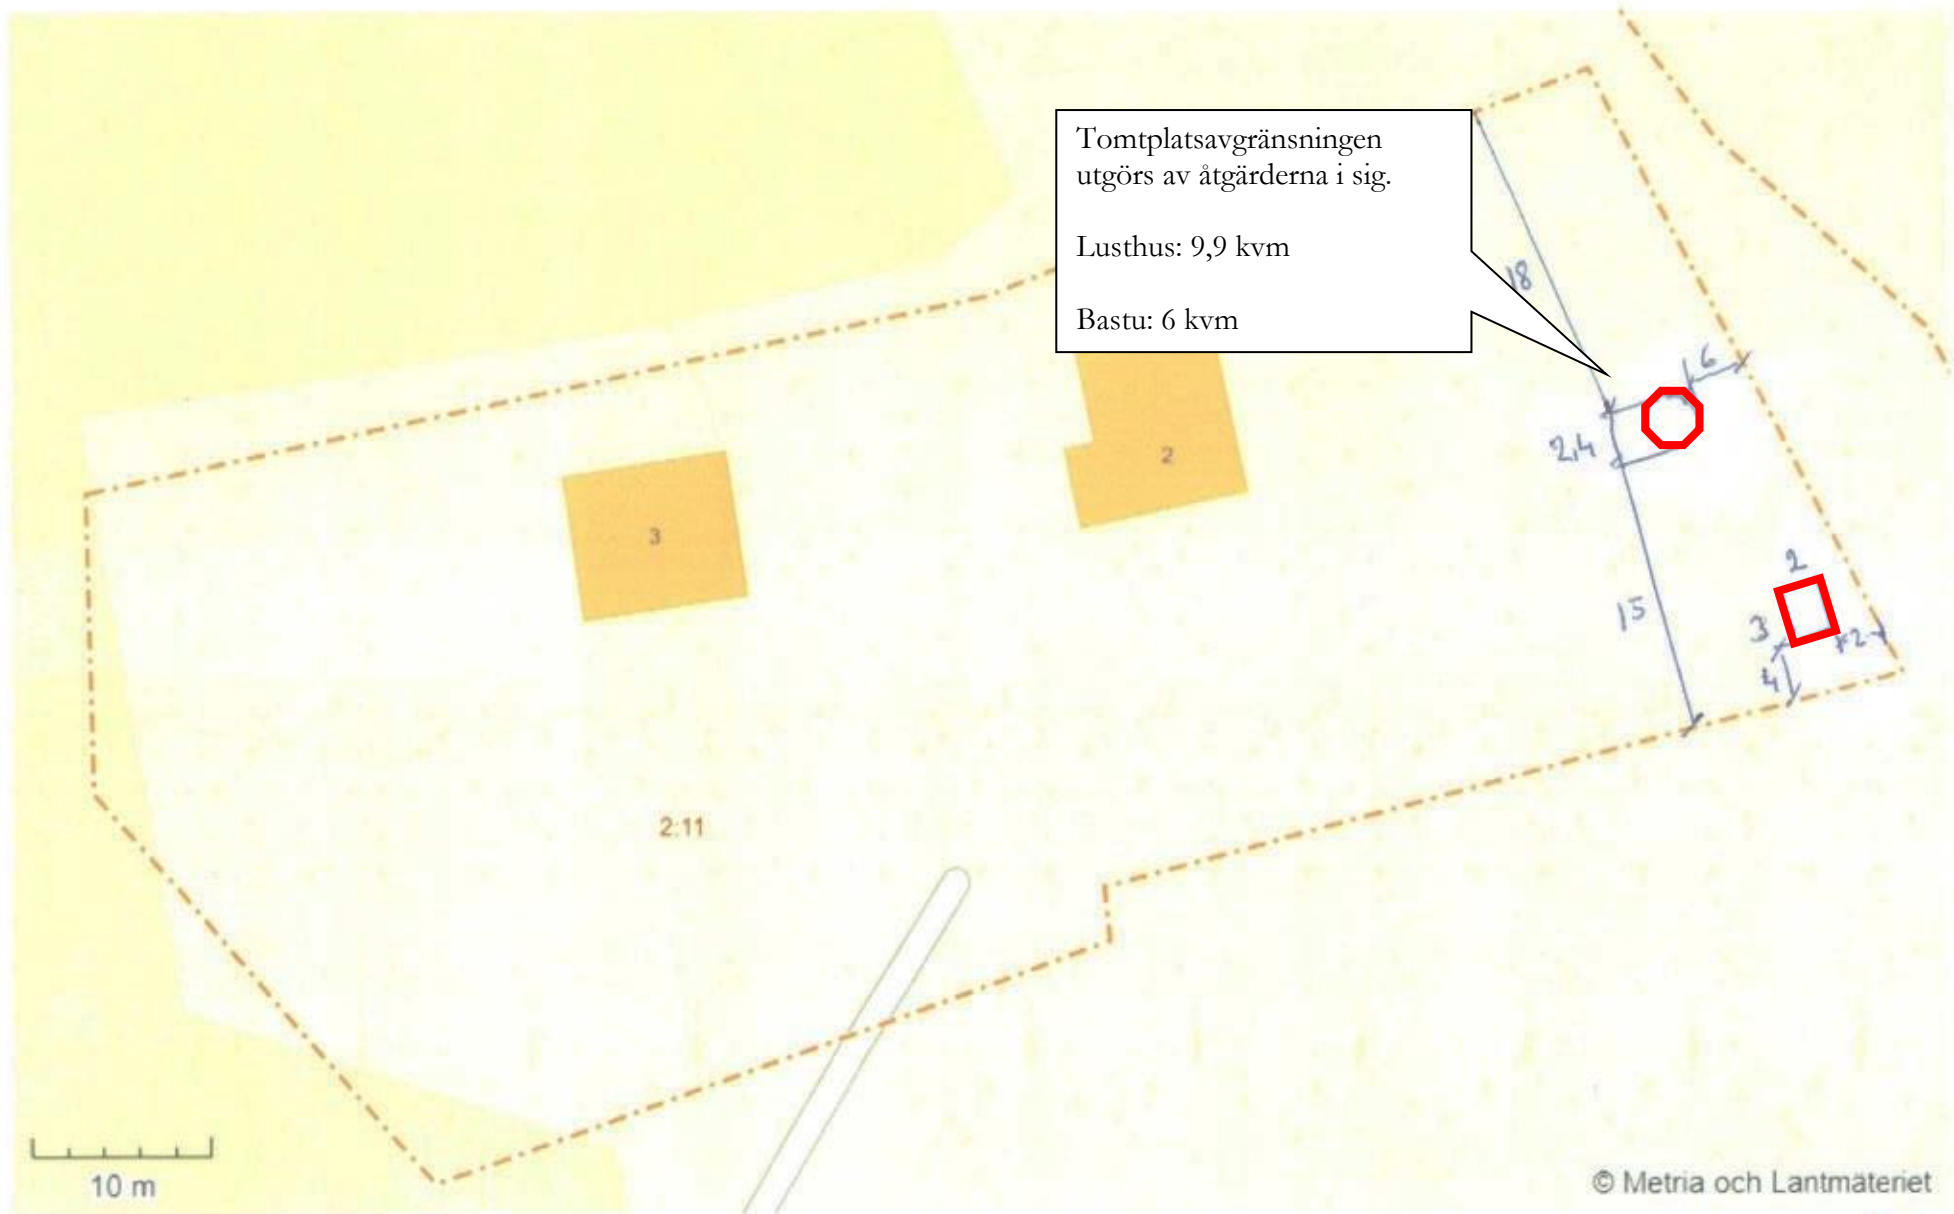 Tomtplatsavgränsningen
utgörs av åtgärderna i sig.
Lusthus: 9,9 kvm
Bastu: 6 kvm
18
6
2,4
2
3
2
15
3
2
4
2:11
10 m
© Metria och Lantmäteriet